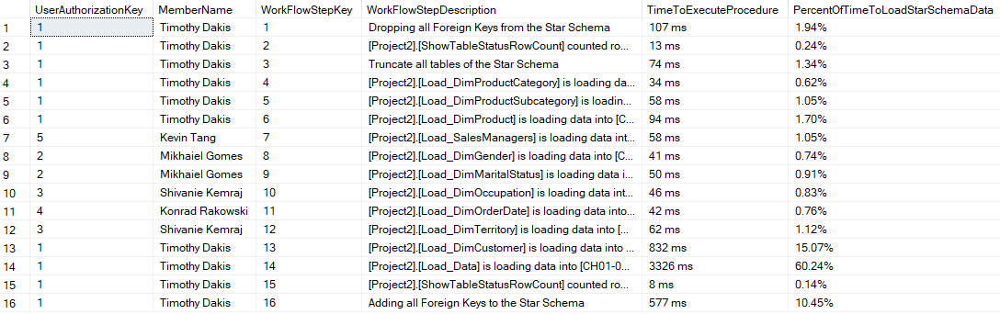 UserAuthorizationKey MemberName WorkFlowStepKey WorkFlowStepDescription TimeToExecuteProcedure PercentOfTimeToLoadStarSchemaData
1 1 Timothy Dakis 1 Dropping all Foreign Keys from the Star Schema 107 ms 1.94%
2 1 Timothy Dakis 2 [Project2].[ShowTableStatusRowCount] counted ro... 13 ms 0.24%
3 1 Timothy Dakis 3 Truncate all tables of the Star Schema 74 ms 1.34%
4 1 Timothy Dakis 4 [Project2].[Load_DimProductCategory] is loading da... 34 ms 0.62%
5 1 Timothy Dakis 5 [Project2].[Load_DimProductSubcategory] is loadin... 58 ms 1.05%
6 1 Timothy Dakis 6 [Project2].[Load_DimProduct] is loading data into [C... 94 ms 1.70%
7 5 Kevin Tang 7 [Project2].[Load_SalesManagers] is loading data int... 58 ms 1.05%
8 2 Mikhaiel Gomes 8 [Project2].[Load_DimGender] is loading data into [C... 41 ms 0.74%
9 2 Mikhaiel Gomes 9 [Project2].[Load_DimMaritalStatus] is loading data i... 50 ms 0.91%
10 3 Shivanie Kemraj 10 [Project2].[Load_DimOccupation] is loading data int... 46 ms 0.83%
11 4 Konrad Rakowski 11 [Project2].[Load_DimOrderDate] is loading data into... 42 ms 0.76%
12 3 Shivanie Kemraj 12 [Project2].[Load_DimTerritory] is loading data into [... 62 ms 1.12%
13 1 Timothy Dakis 13 [Project2].[Load_DimCustomer] is loading data into ... 832 ms 15.07%
14 1 Timothy Dakis 14 [Project2].[Load_Data] is loading data into [CH01-0... 3326 ms 60.24%
15 1 Timothy Dakis 15 [Project2].[ShowTableStatusRowCount] counted ro... 8 ms 0.14%
16 1 Timothy Dakis 16 Adding all Foreign Keys to the Star Schema 577 ms 10.45%